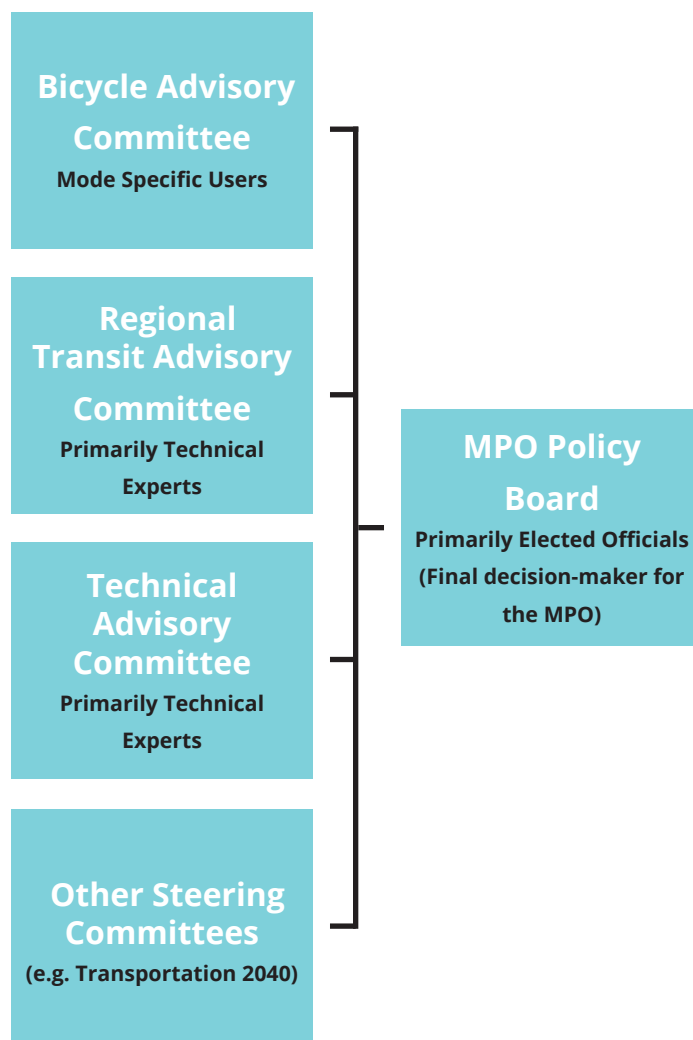 Bicycle Advisory
Committee
Mode Specific Users
Regional
Transit Advisory
Committee
Primarily Technical
Experts
Technical
Advisory
Committee
Primarily Technical
Experts
Other Steering
Committees
(e.g. Transportation 2040)
MPO Policy
Board
Primarily Elected Officials
(Final decision-maker for
the MPO)